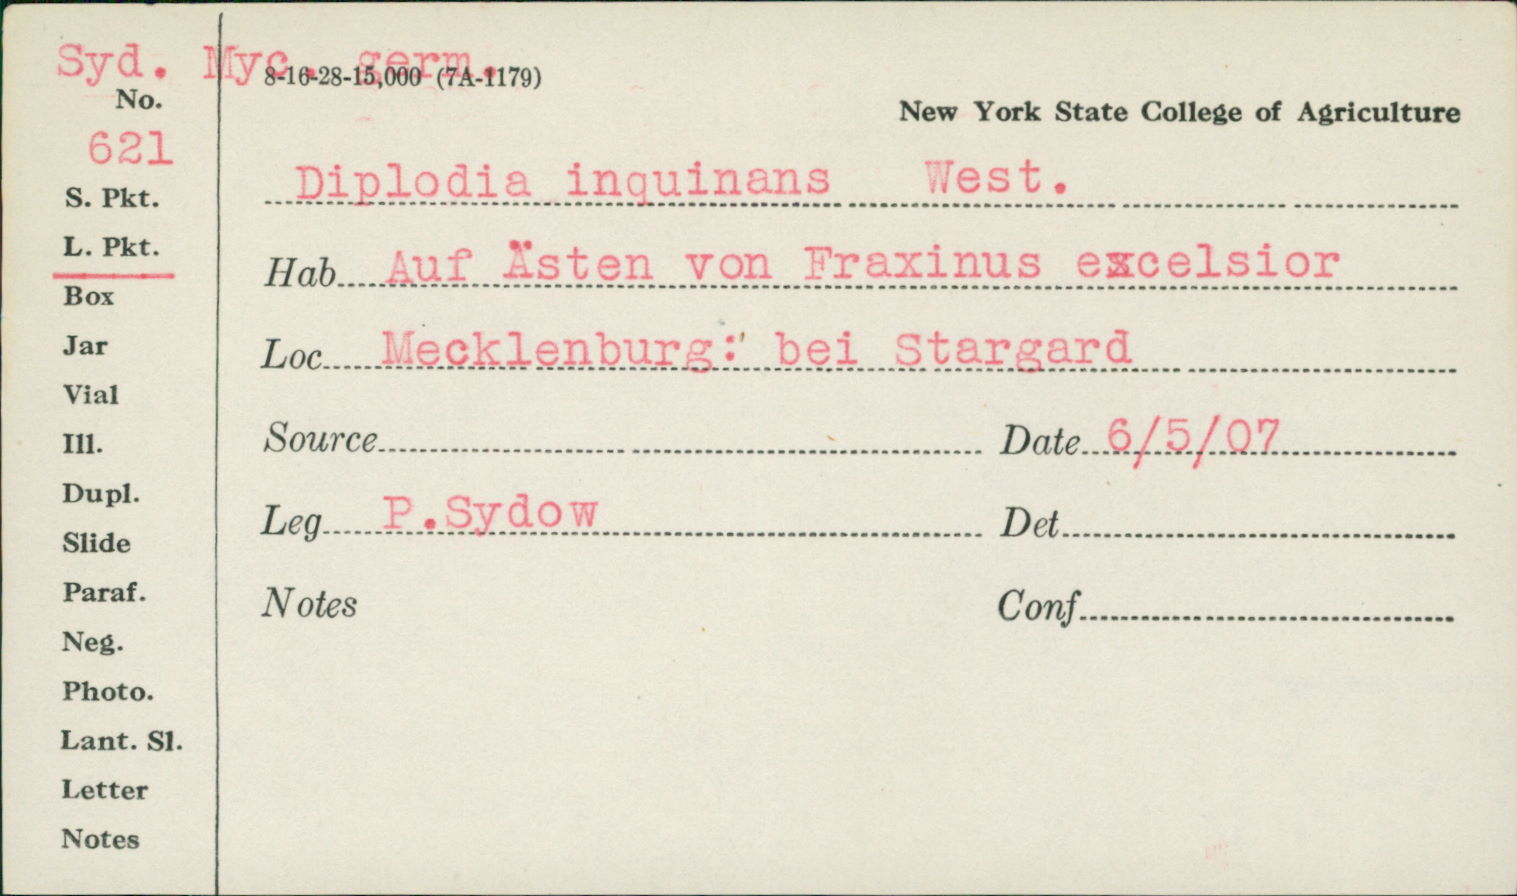 Syd. Myc. germ.
8-16-28-15,000 (7A-1179)
No.
New York State College of Agriculture
621
Diplodia inquinans West.
S. Pkt.
L. Pkt.
Hab Auf Ästen von Fraxinus excelsior
Box
Jar
Loc Mecklenburg: bei Stargard
Vial
Ill.
Source Date 6/5/07
Dupl.
Leg P.Sydow Det
Slide
Paraf.
Notes Conf
Neg.
Photo.
Lant. Sl.
Letter
Notes